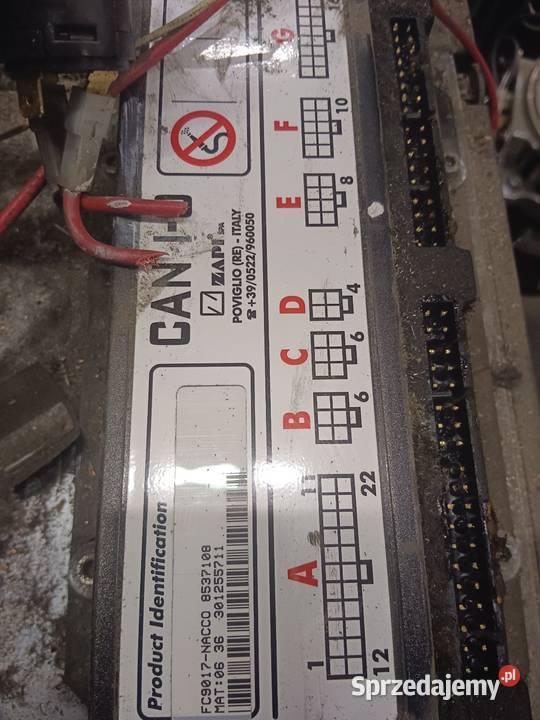 CAN I-O
ZAPI SPA
POVIGLIO (RE) - ITALY
☎ +39/0522/960050
Product Identification
FC9017-NACCO 8537108
MAT:06 36 301255711
G
F
10
E
8
D
4
C
6
B
6
A
11
22
1
12
Sprzedajemy.pl